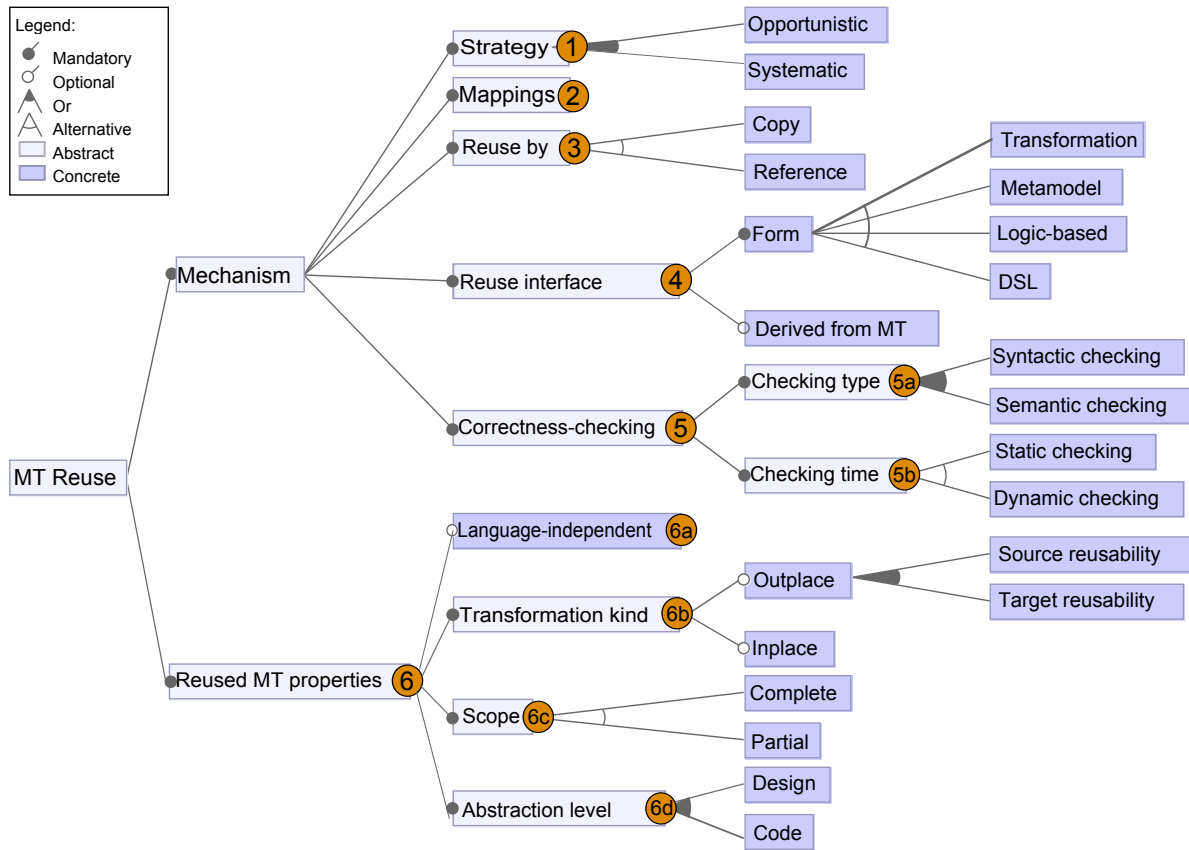 Legend:
Mandatory
Optional
Or
Alternative
Abstract
Concrete
MT Reuse
Mechanism
Strategy 1
Opportunistic
Systematic
Mappings 2
Reuse by 3
Copy
Reference
Reuse interface 4
Form
Transformation
Metamodel
Logic-based
DSL
Derived from MT
Correctness-checking 5
Checking type 5a
Syntactic checking
Semantic checking
Checking time 5b
Static checking
Dynamic checking
Reused MT properties 6
Language-independent 6a
Transformation kind 6b
Outplace
Source reusability
Target reusability
Inplace
Scope 6c
Complete
Partial
Abstraction level 6d
Design
Code